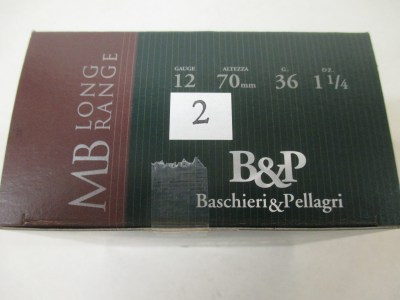 MB LONG
RANGE
GAUGE ALTEZZA G. OZ.
12 70mm 36 1 1/4
2
B&P
Baschieri&Pellagri